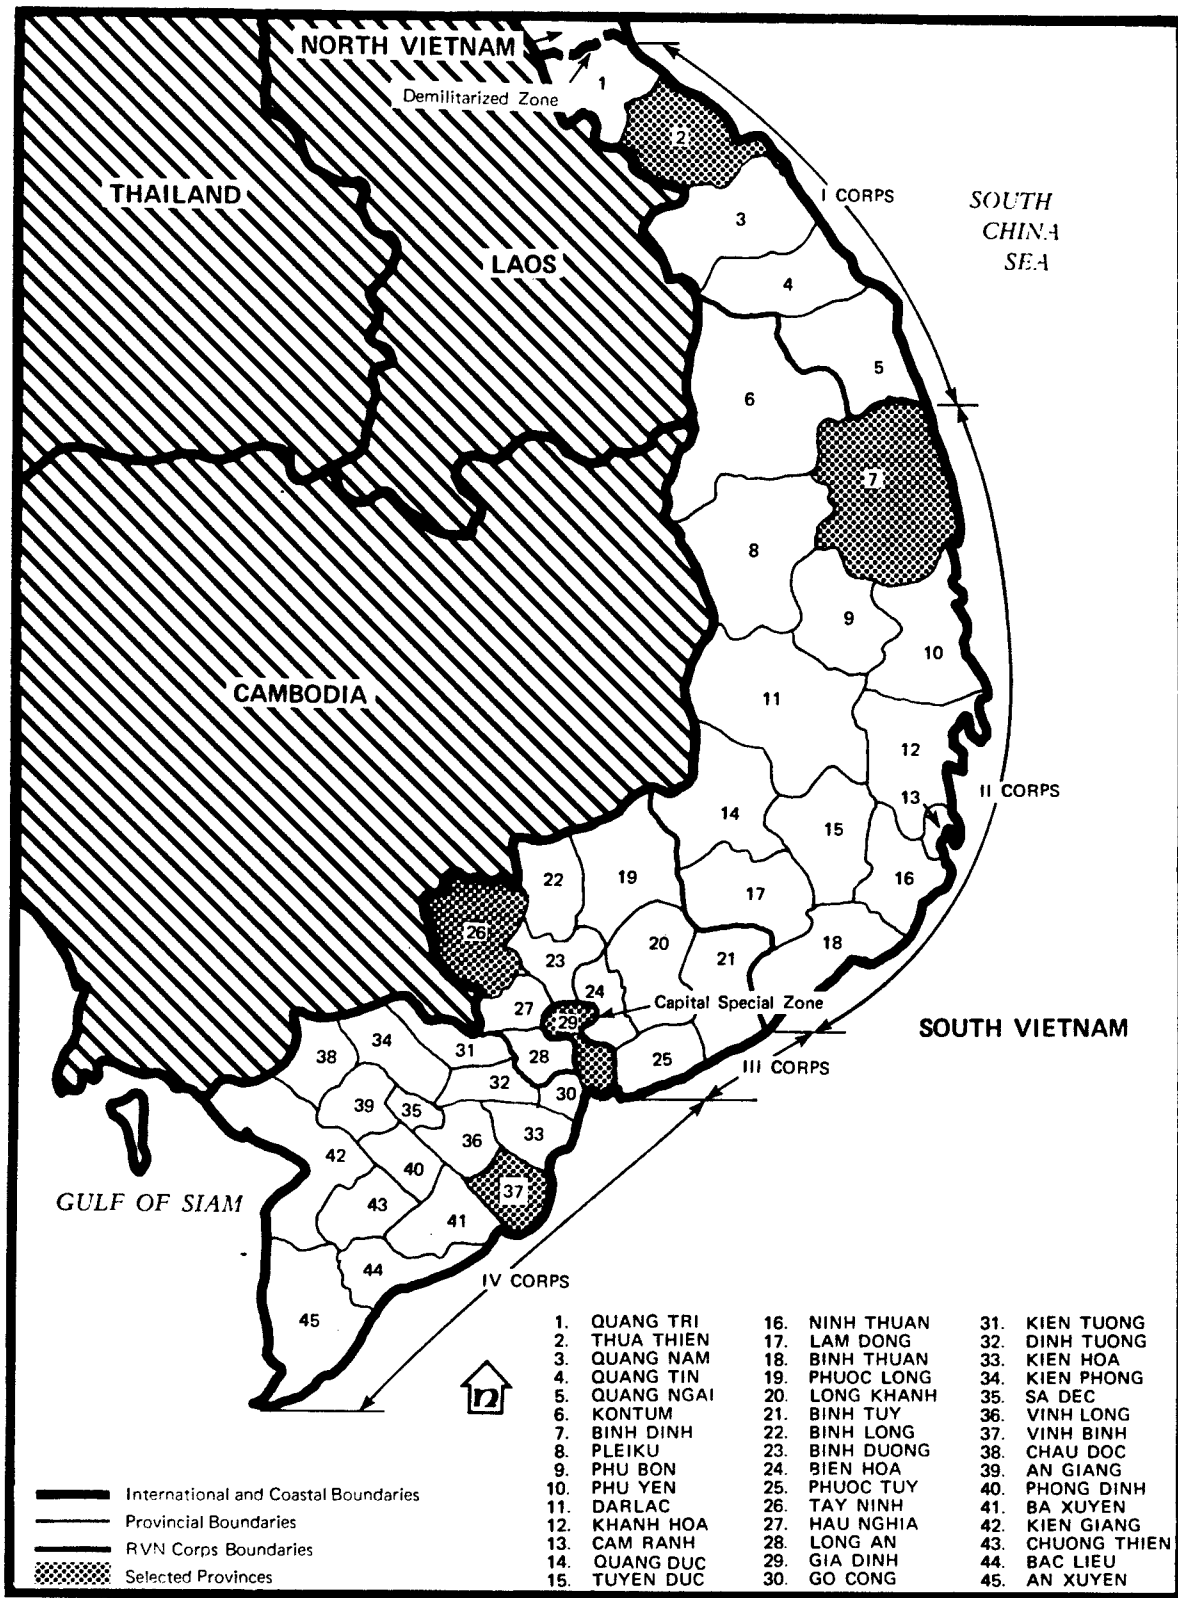 NORTH VIETNAM
Demilitarized Zone
1
2
THAILAND
I CORPS
SOUTH
CHINA
SEA
3
LAOS
4
5
6
7
8
9
10
CAMBODIA
11
12
II CORPS
13
14
15
16
22
19
17
26
20
18
23
21
24
27
Capital Special Zone
29
SOUTH VIETNAM
38
34
31
28
25
III CORPS
32
30
39
35
33
36
42
40
37
GULF OF SIAM
43
41
44
IV CORPS
45
n
1. QUANG TRI
2. THUA THIEN
3. QUANG NAM
4. QUANG TIN
5. QUANG NGAI
6. KONTUM
7. BINH DINH
8. PLEIKU
9. PHU BON
10. PHU YEN
11. DARLAC
12. KHANH HOA
13. CAM RANH
14. QUANG DUC
15. TUYEN DUC
16. NINH THUAN
17. LAM DONG
18. BINH THUAN
19. PHUOC LONG
20. LONG KHANH
21. BINH TUY
22. BINH LONG
23. BINH DUONG
24. BIEN HOA
25. PHUOC TUY
26. TAY NINH
27. HAU NGHIA
28. LONG AN
29. GIA DINH
30. GO CONG
31. KIEN TUONG
32. DINH TUONG
33. KIEN HOA
34. KIEN PHONG
35. SA DEC
36. VINH LONG
37. VINH BINH
38. CHAU DOC
39. AN GIANG
40. PHONG DINH
41. BA XUYEN
42. KIEN GIANG
43. CHUONG THIEN
44. BAC LIEU
45. AN XUYEN
International and Coastal Boundaries
Provincial Boundaries
RVN Corps Boundaries
Selected Provinces